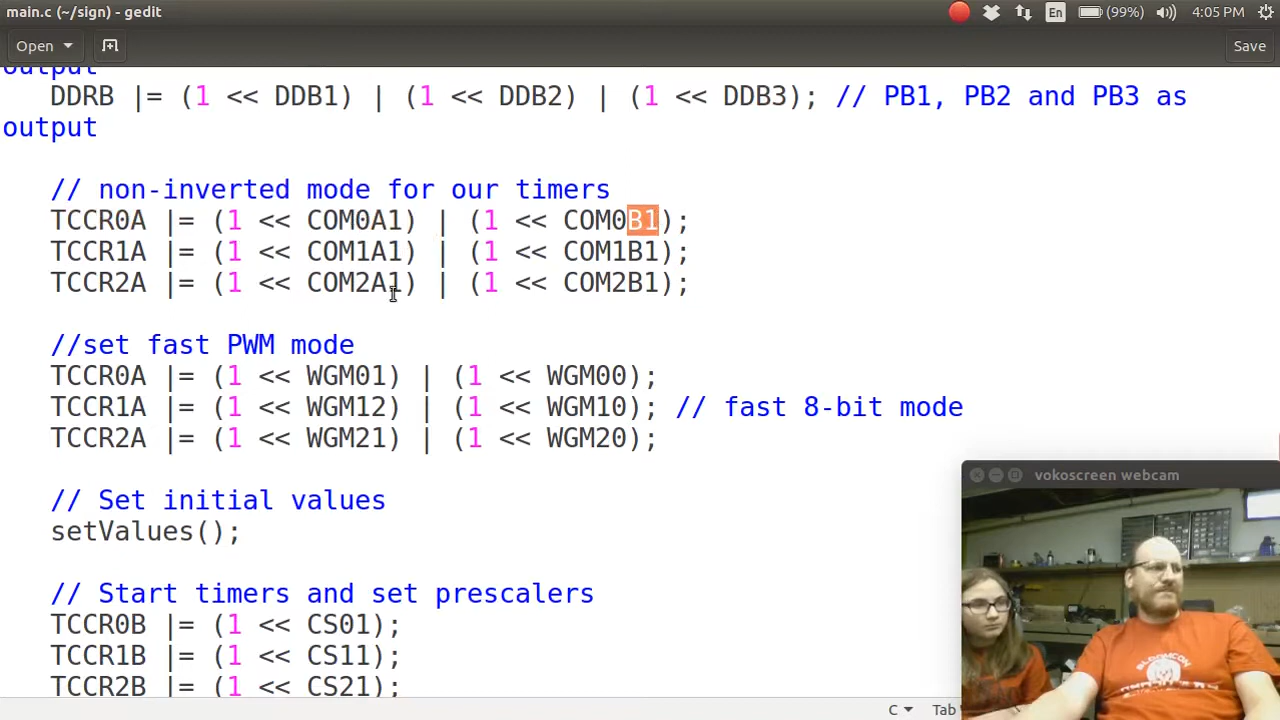 main.c (~/sign) - gedit
En
(99%)
4:05 PM
Open
Save
output
DDRB |= (1 << DDB1) | (1 << DDB2) | (1 << DDB3); // PB1, PB2 and PB3 as
output
// non-inverted mode for our timers
TCCR0A |= (1 << COM0A1) | (1 << COM0B1);
TCCR1A |= (1 << COM1A1) | (1 << COM1B1);
TCCR2A |= (1 << COM2A1) | (1 << COM2B1);
//set fast PWM mode
TCCR0A |= (1 << WGM01) | (1 << WGM00);
TCCR1A |= (1 << WGM12) | (1 << WGM10); // fast 8-bit mode
TCCR2A |= (1 << WGM21) | (1 << WGM20);
// Set initial values
setValues();
// Start timers and set prescalers
TCCR0B |= (1 << CS01);
TCCR1B |= (1 << CS11);
TCCR2B |= (1 << CS21);
vokoscreen webcam
BLOOMCON
C
Tab